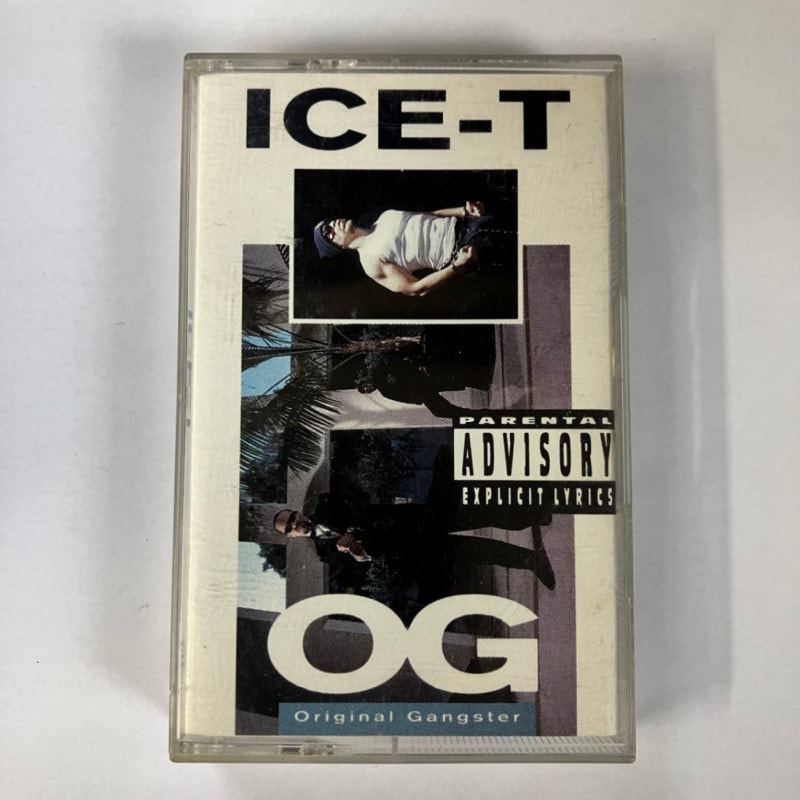 ICE-T
PARENTAL
ADVISORY
EXPLICIT LYRICS
OG
Original Gangster